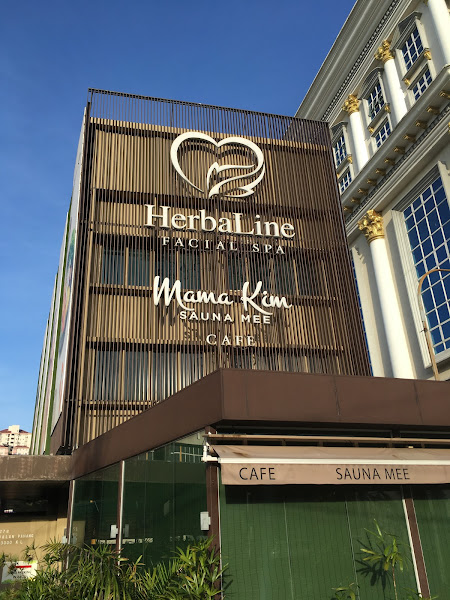 HerbaLine
FACIAL SPA
Mama Kim
SAUNA MEE
CAFE
CAFE SAUNA MEE